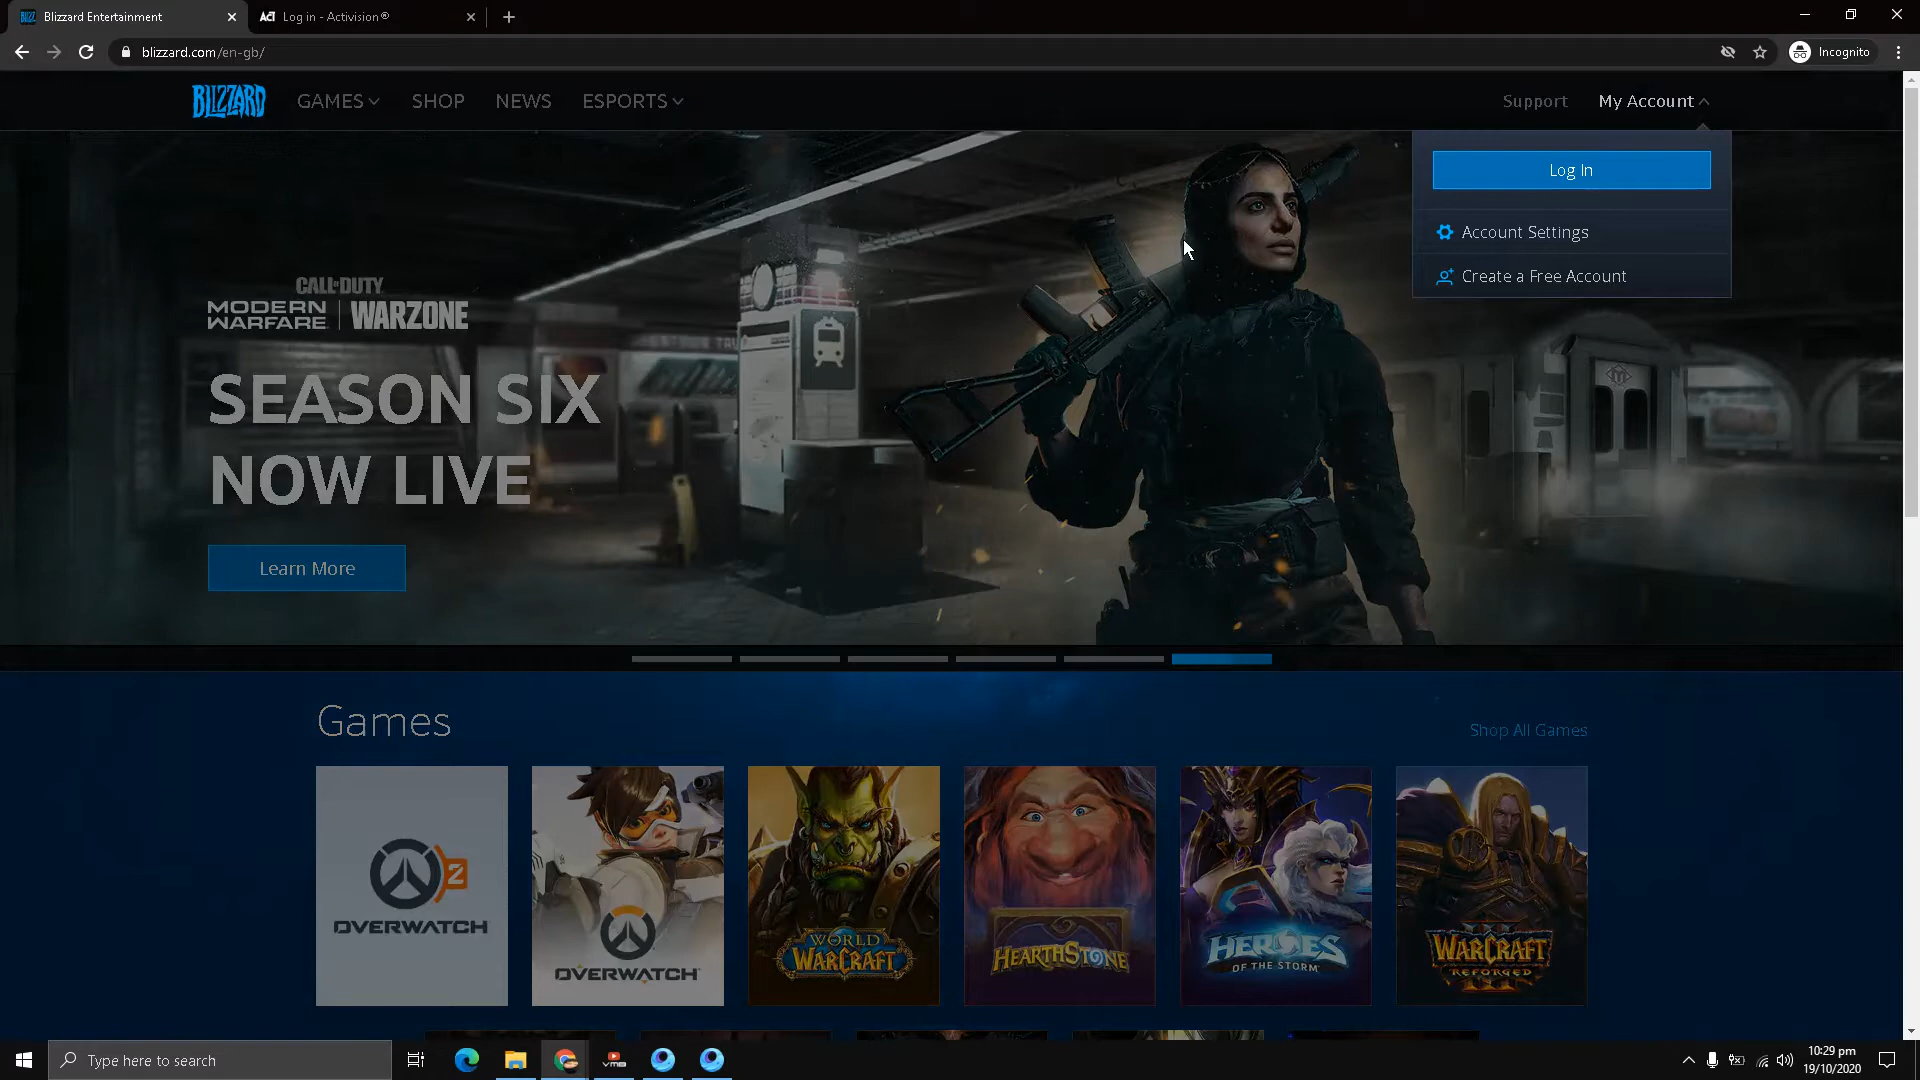 Blizzard Entertainment
ACTI Log in - Activision®
blizzard.com/en-gb/
Incognito
BLIZZARD
GAMES
SHOP
NEWS
ESPORTS
Support
My Account
Log In
Account Settings
Create a Free Account
CALL OF DUTY
MODERN WARFARE | WARZONE
SEASON SIX
NOW LIVE
Learn More
Games
Shop All Games
2
OVERWATCH
OVERWATCH
WORLD
WARCRAFT
HEARTHSTONE
HEROES
OF THE STORM
WARCRAFT
III
REFORGED
Type here to search
10:29 pm
19/10/2020